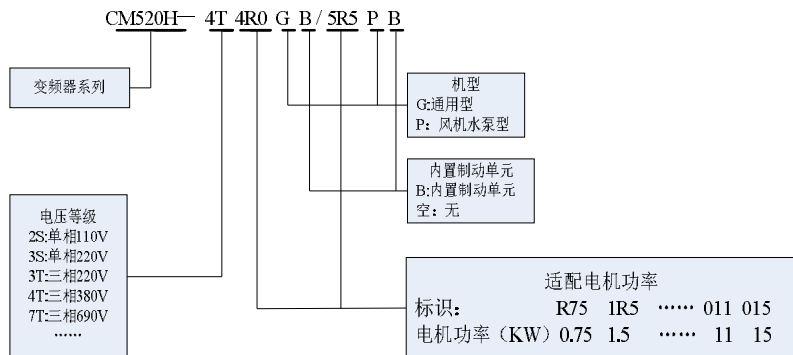 CM520H— 4T 4R0 G B / 5R5 P B
变频器系列
机型
G:通用型
P：风机水泵型
内置制动单元
B:内置制动单元
空：无
电压等级
2S:单相110V
3S:单相220V
3T:三相220V
4T:三相380V
7T:三相690V
……
适配电机功率
标识： R75 1R5 …… 011 015
电机功率（KW）0.75 1.5 …… 11 15